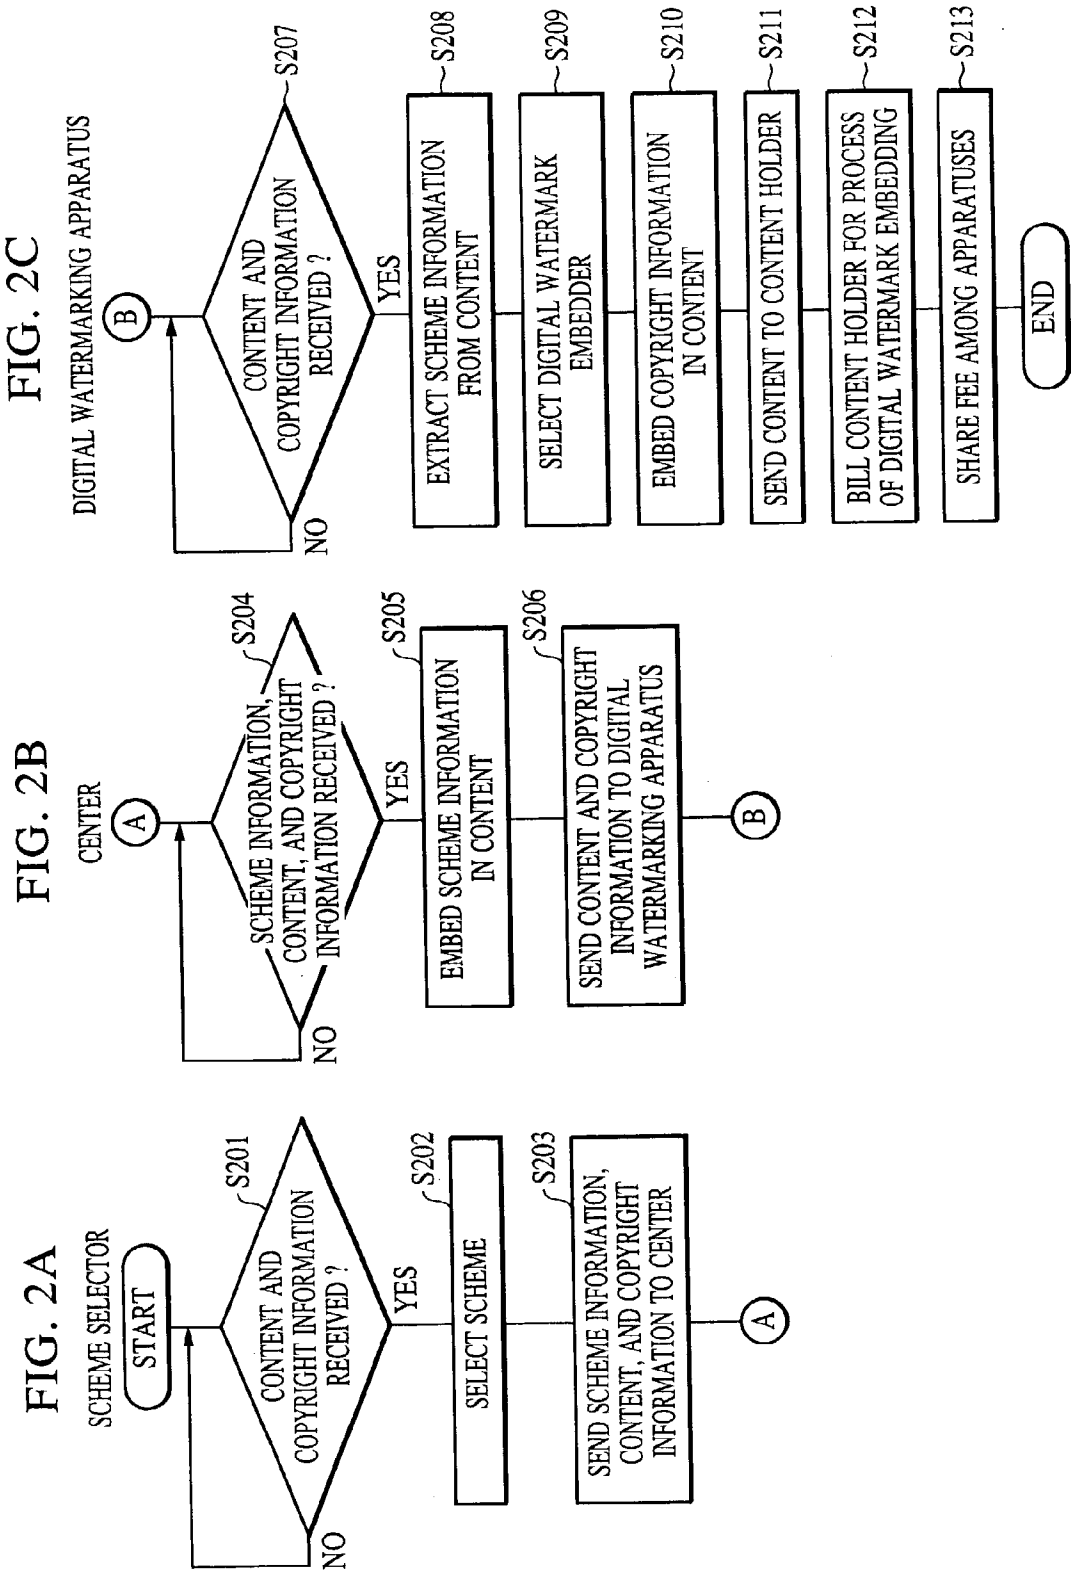 FIG. 2A
SCHEME SELECTOR
START
S201
CONTENT AND
COPYRIGHT INFORMATION
RECEIVED ?
NO
YES
S202
SELECT SCHEME
S203
SEND SCHEME INFORMATION,
CONTENT, AND COPYRIGHT
INFORMATION TO CENTER
A
FIG. 2B
CENTER
A
S204
SCHEME INFORMATION,
CONTENT, AND COPYRIGHT
INFORMATION RECEIVED ?
NO
YES
S205
EMBED SCHEME INFORMATION
IN CONTENT
S206
SEND CONTENT AND COPYRIGHT
INFORMATION TO DIGITAL
WATERMARKING APPARATUS
B
FIG. 2C
DIGITAL WATERMARKING APPARATUS
B
S207
CONTENT AND
COPYRIGHT INFORMATION
RECEIVED ?
NO
YES
S208
EXTRACT SCHEME INFORMATION
FROM CONTENT
S209
SELECT DIGITAL WATERMARK
EMBEDDER
S210
EMBED COPYRIGHT INFORMATION
IN CONTENT
S211
SEND CONTENT TO CONTENT HOLDER
S212
BILL CONTENT HOLDER FOR PROCESS
OF DIGITAL WATERMARK EMBEDDING
S213
SHARE FEE AMONG APPARATUSES
END